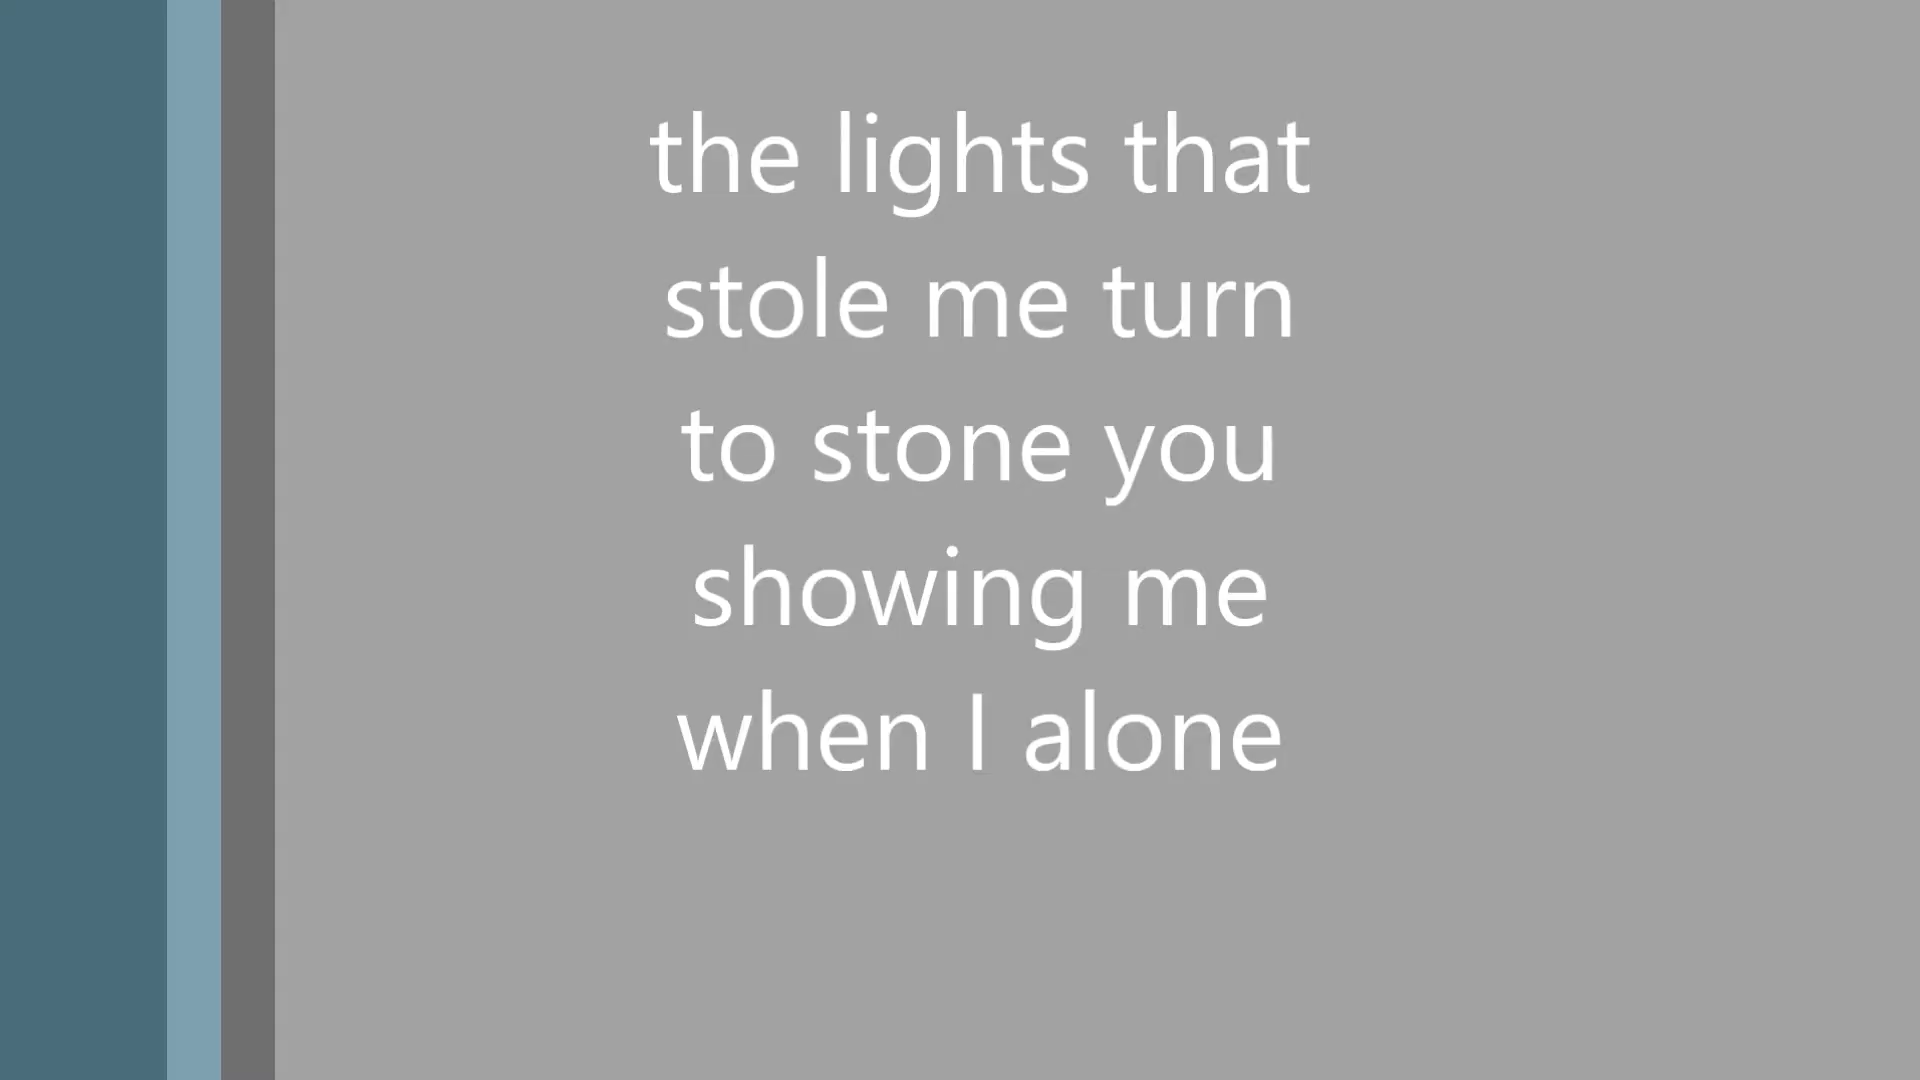 the lights that
stole me turn
to stone you
showing me
when I alone